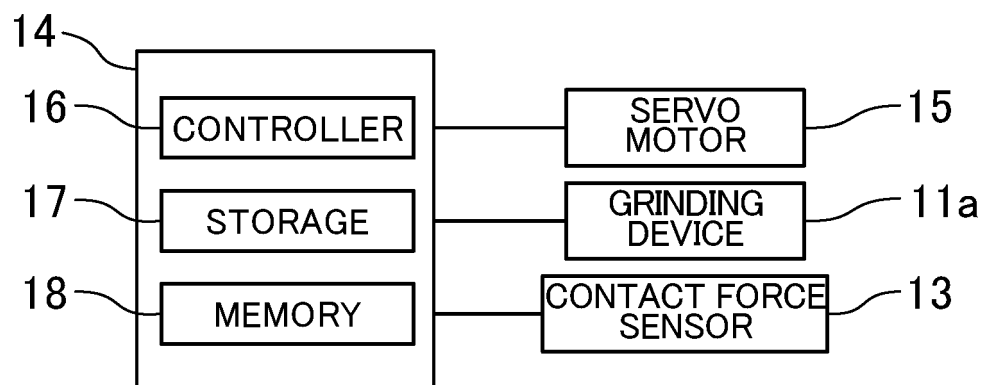 14
16
CONTROLLER
SERVO
MOTOR
15
17
STORAGE
GRINDING
DEVICE
11a
18
MEMORY
CONTACT FORCE
SENSOR
13